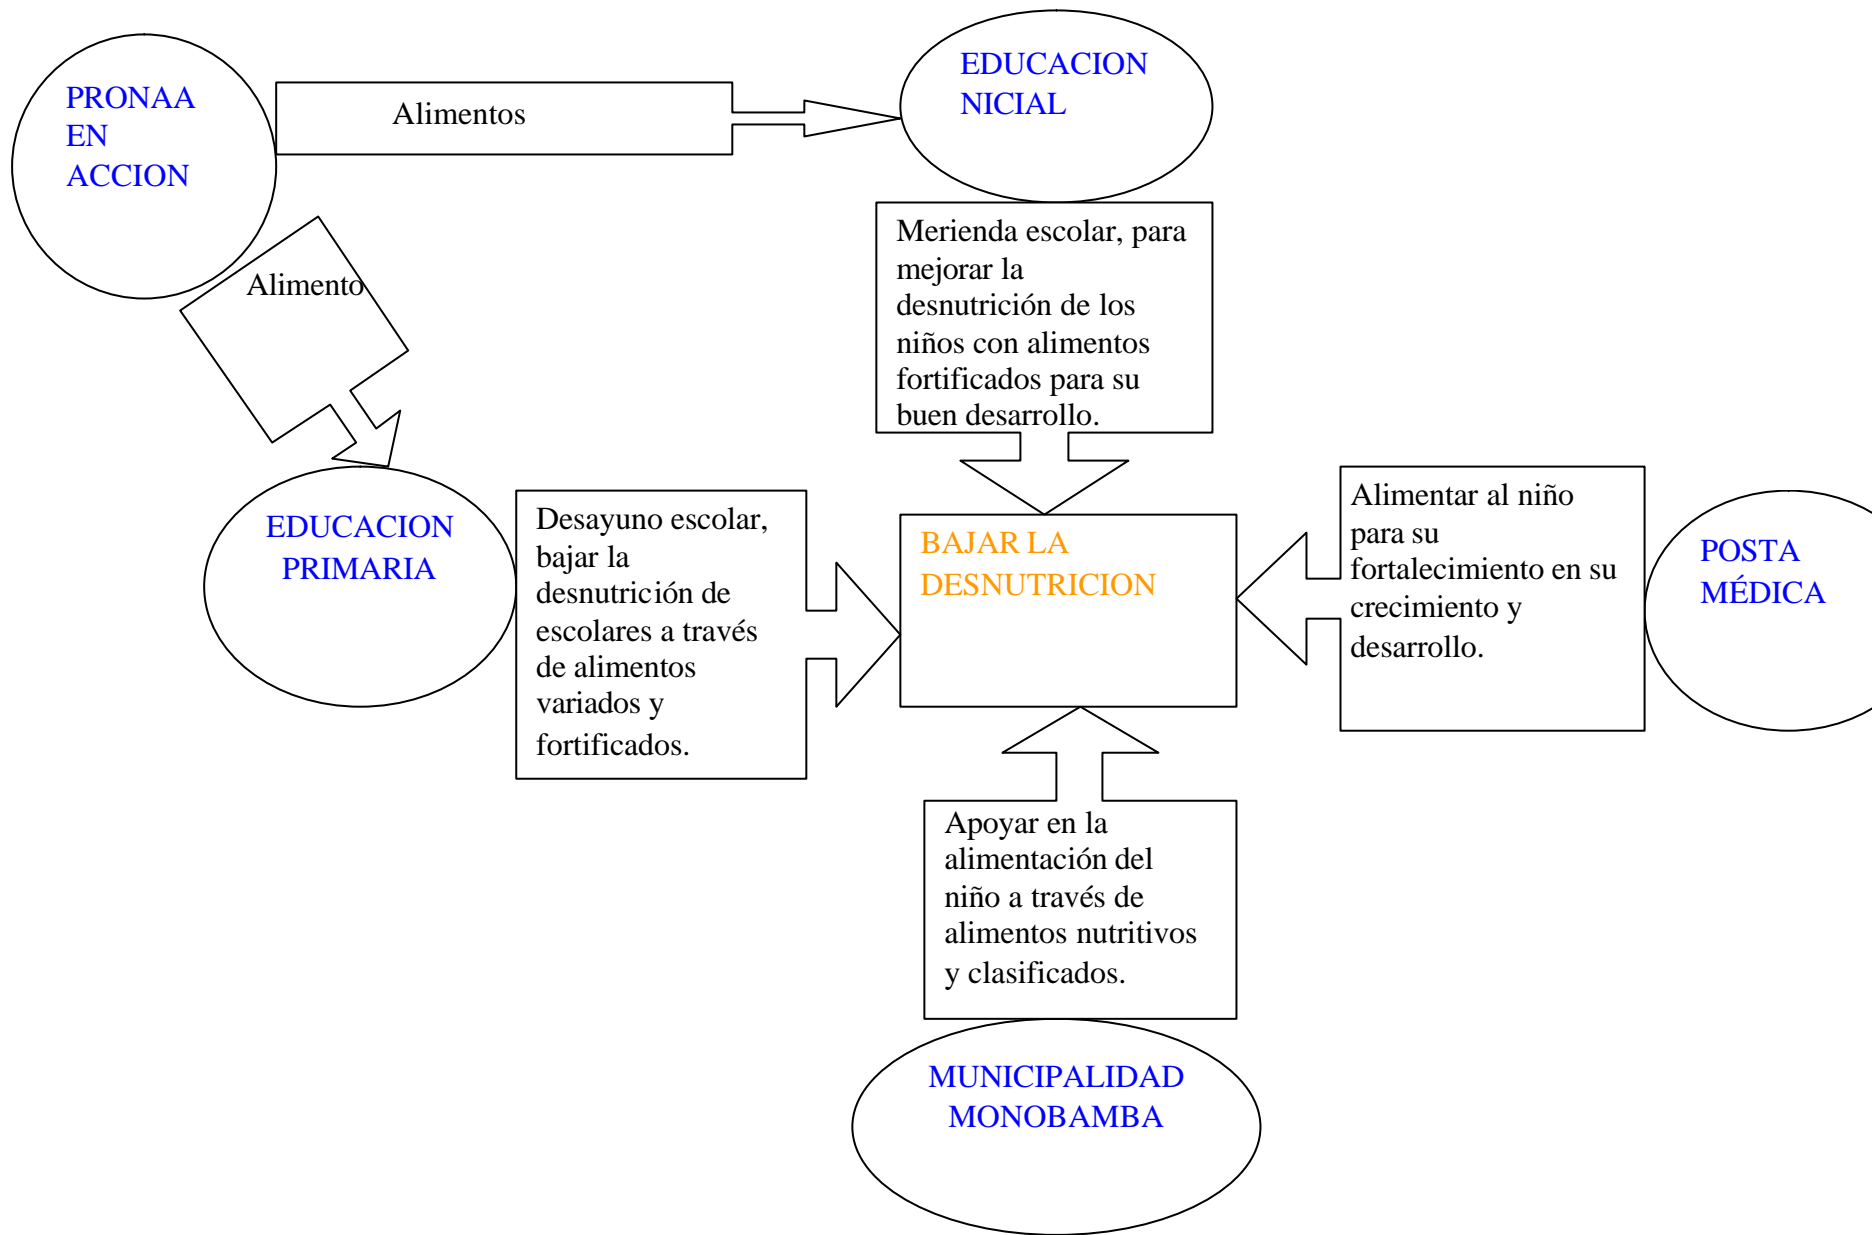 PRONAA
EN
ACCION
Alimentos
EDUCACION
NICIAL
Alimento
Merienda escolar, para
mejorar la
desnutrición de los
niños con alimentos
fortificados para su
buen desarrollo.
EDUCACION
PRIMARIA
Desayuno escolar,
bajar la
desnutrición de
escolares a través
de alimentos
variados y
fortificados.
BAJAR LA
DESNUTRICION
Alimentar al niño
para su
fortalecimiento en su
crecimiento y
desarrollo.
POSTA
MÉDICA
Apoyar en la
alimentación del
niño a través de
alimentos nutritivos
y clasificados.
MUNICIPALIDAD
MONOBAMBA